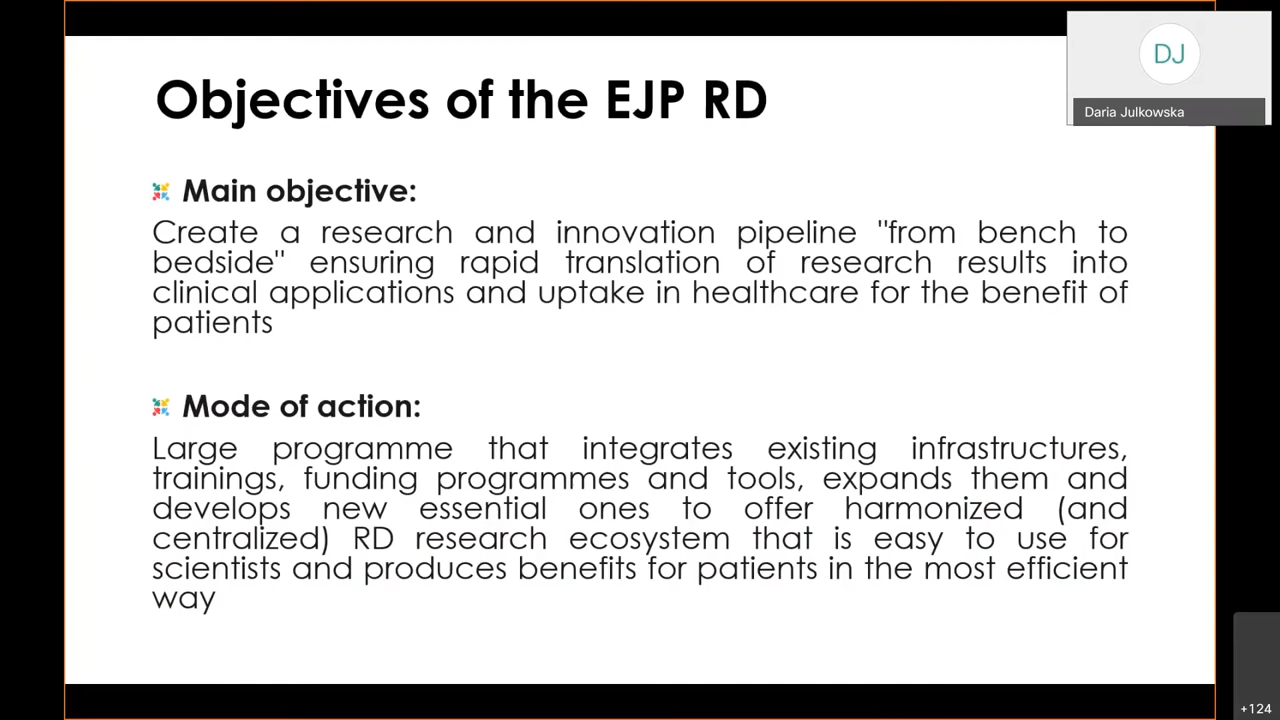 Objectives of the EJP RD
DJ
Daria Julkowska
Main objective:
Create a research and innovation pipeline "from bench to
bedside" ensuring rapid translation of research results into
clinical applications and uptake in healthcare for the benefit of
patients
Mode of action:
Large programme that integrates existing infrastructures,
trainings, funding programmes and tools, expands them and
develops new essential ones to offer harmonized (and
centralized) RD research ecosystem that is easy to use for
scientists and produces benefits for patients in the most efficient
way
+124